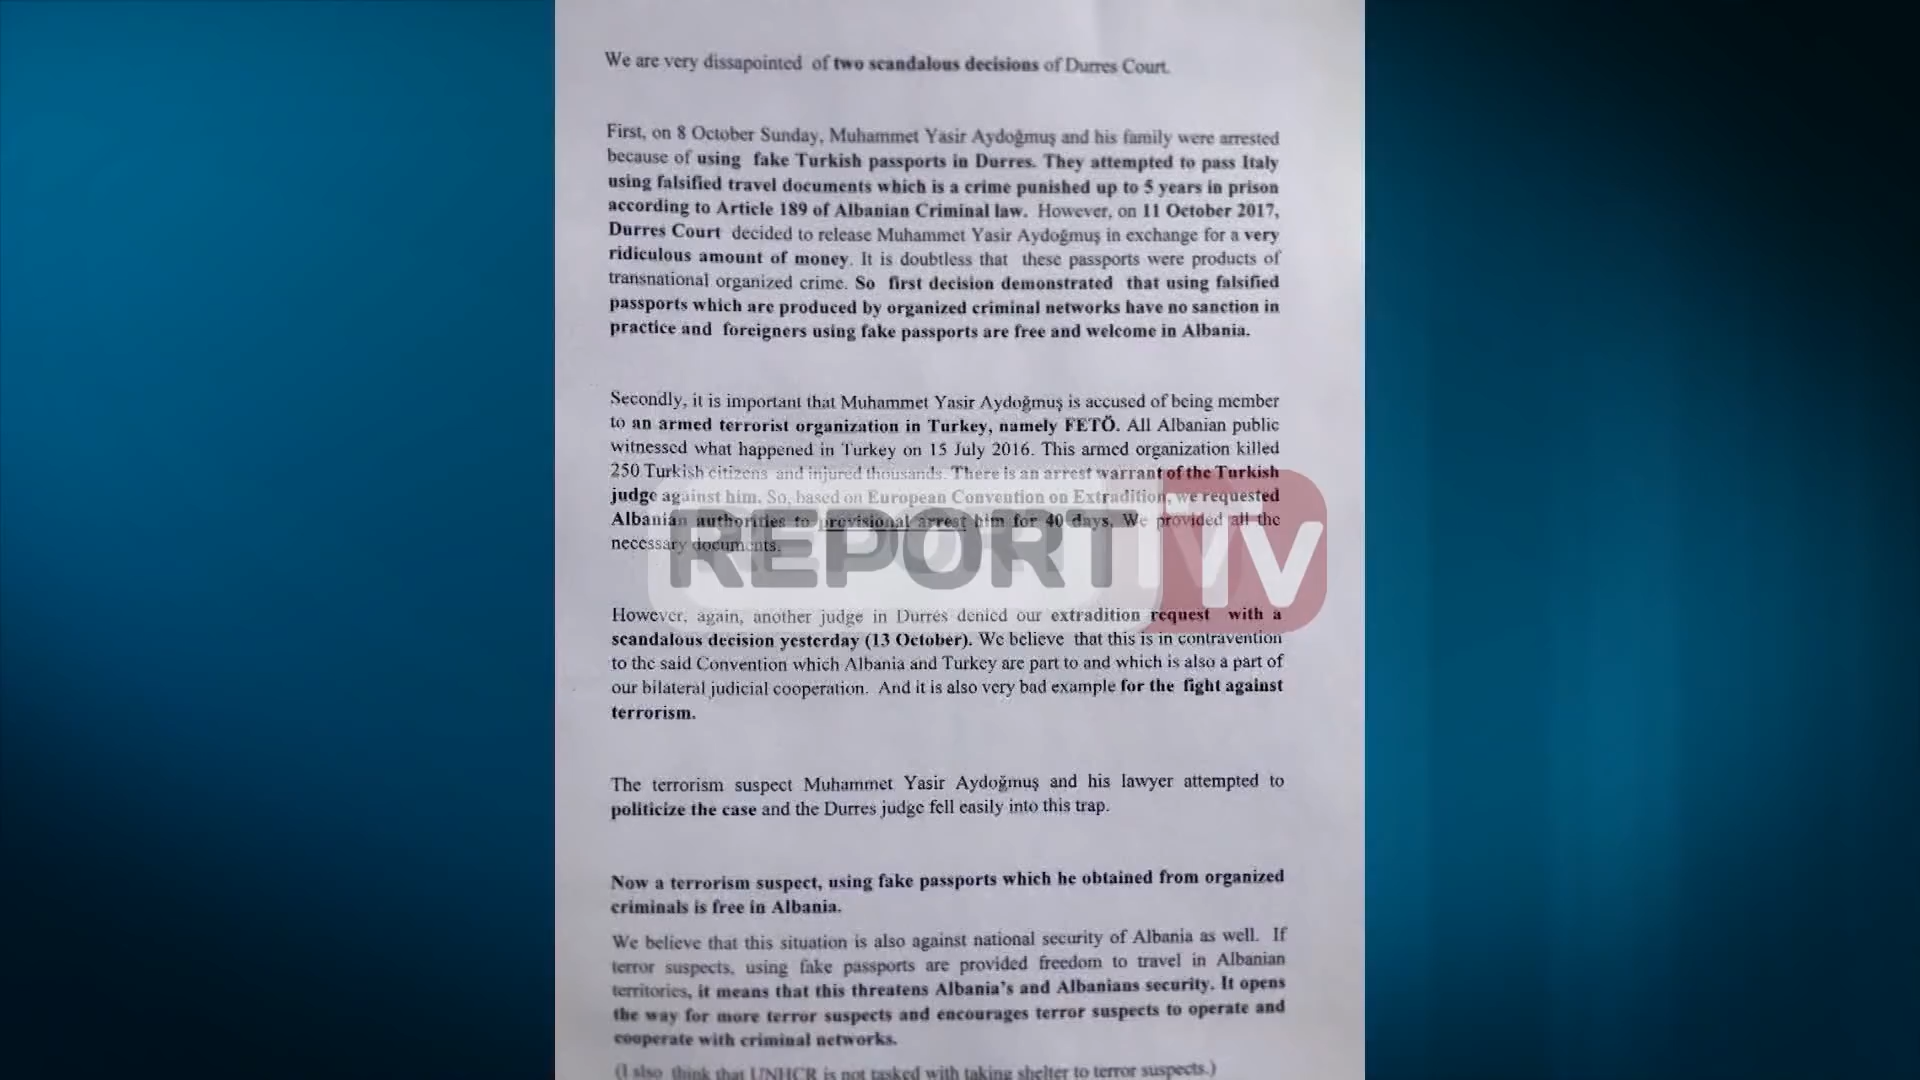 We are very dissapointed of two scandalous decisions of Durres Court.
First, on 8 October Sunday, Muhammet Yasir Aydoğmuş and his family were arrested
because of using fake Turkish passports in Durres. They attempted to pass Italy
using falsified travel documents which is a crime punished up to 5 years in prison
according to Article 189 of Albanian Criminal law. However, on 11 October 2017,
Durres Court decided to release Muhammet Yasir Aydoğmuş in exchange for a very
ridiculous amount of money. It is doubtless that these passports were products of
transnational organized crime. So first decision demonstrated that using falsified
passports which are produced by organized criminal networks have no sanction in
practice and foreigners using fake passports are free and welcome in Albania.
Secondly, it is important that Muhammet Yasir Aydoğmuş is accused of being member
to an armed terrorist organization in Turkey, namely FETÖ. All Albanian public
witnessed what happened in Turkey on 15 July 2016. This armed organization killed
250 Turkish citizens and injured thousands. There is an arrest warrant of the Turkish
judge against him. So, based on European Convention on Extradition, we requested
Albanian authorities to provisional arrest him for 40 days. We provided all the
necessary documents.
REPORT TV
However, again, another judge in Durres denied our extradition request with a
scandalous decision yesterday (13 October). We believe that this is in contravention
to the said Convention which Albania and Turkey are part to and which is also a part of
our bilateral judicial cooperation. And it is also very bad example for the fight against
terrorism.
The terrorism suspect Muhammet Yasir Aydoğmuş and his lawyer attempted to
politicize the case and the Durres judge fell easily into this trap.
Now a terrorism suspect, using fake passports which he obtained from organized
criminals is free in Albania.
We believe that this situation is also against national security of Albania as well. If
terror suspects, using fake passports are provided freedom to travel in Albanian
territories, it means that this threatens Albania's and Albanians security. It opens
the way for more terror suspects and encourages terror suspects to operate and
cooperate with criminal networks.
(I also think that UNHCR is not tasked with taking shelter to terror suspects.)